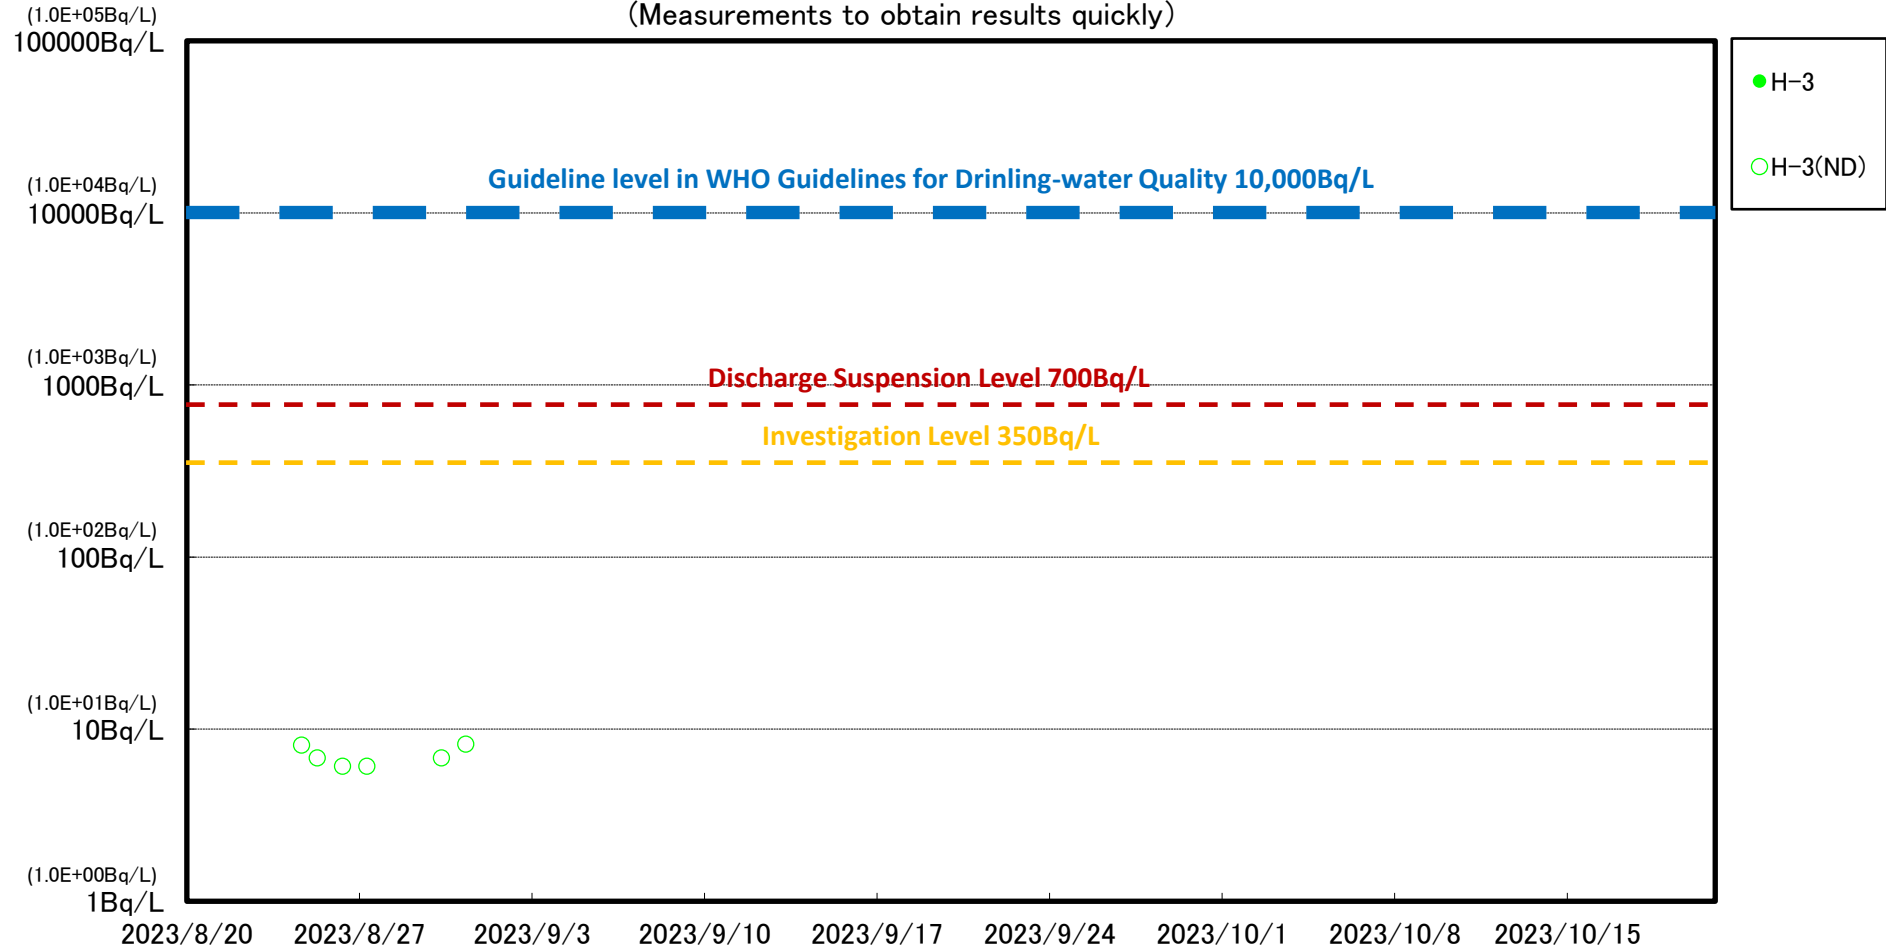 (Measurements to obtain results quickly)
(1.0E+05Bq/L)
100000Bq/L
H-3
H-3(ND)
Guideline level in WHO Guidelines for Drinling-water Quality 10,000Bq/L
(1.0E+04Bq/L)
10000Bq/L
(1.0E+03Bq/L)
1000Bq/L
Discharge Suspension Level 700Bq/L
Investigation Level 350Bq/L
(1.0E+02Bq/L)
100Bq/L
(1.0E+01Bq/L)
10Bq/L
(1.0E+00Bq/L)
1Bq/L
2023/8/20 2023/8/27 2023/9/3 2023/9/10 2023/9/17 2023/9/24 2023/10/1 2023/10/8 2023/10/15